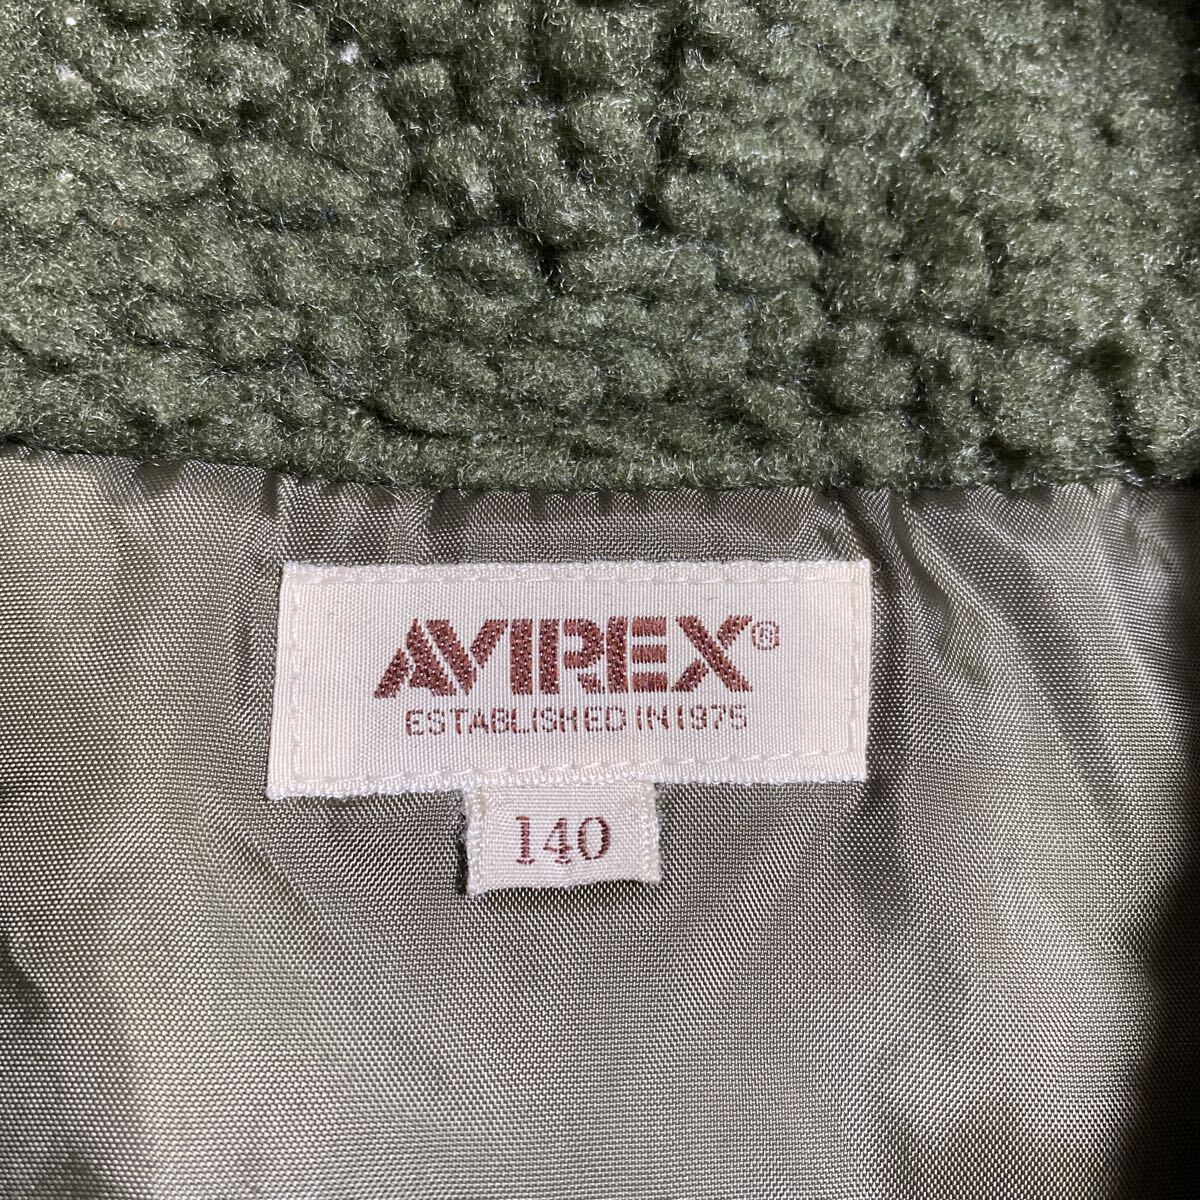 AVIREX®
ESTABLISHED IN 1975
140